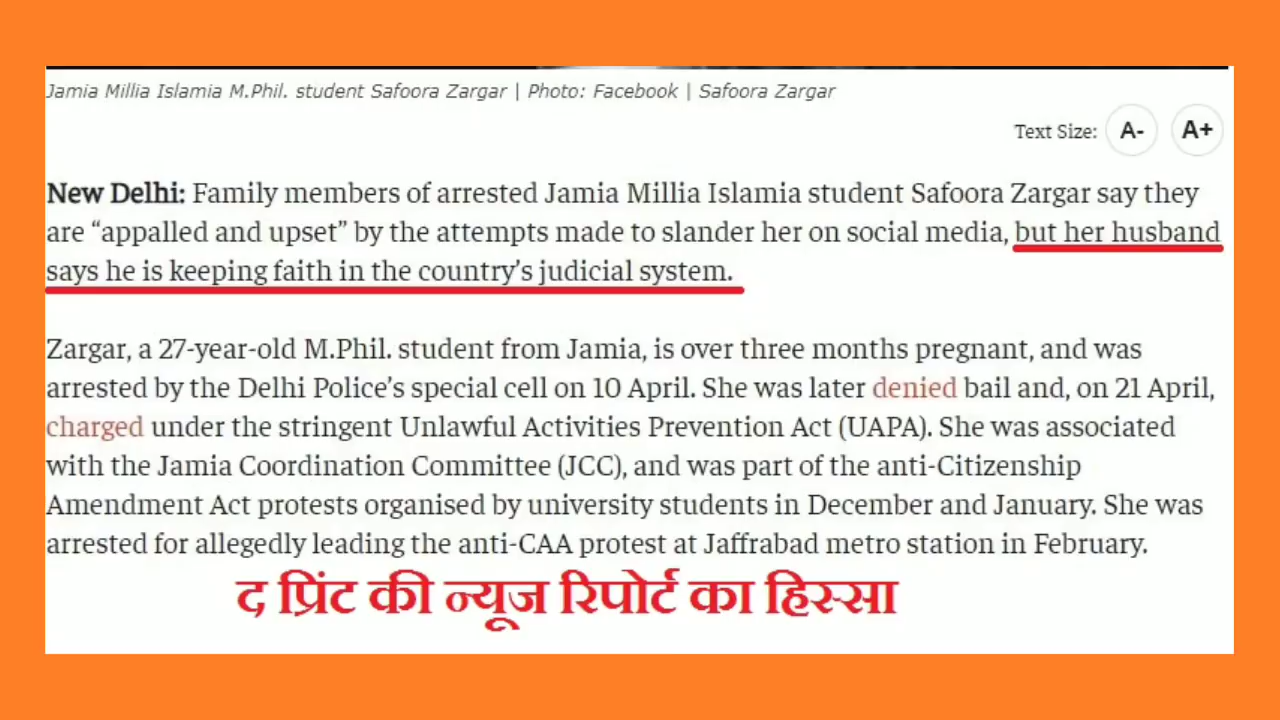 Jamia Millia Islamia M.Phil. student Safoora Zargar | Photo: Facebook | Safoora Zargar
Text Size: A- A+
New Delhi: Family members of arrested Jamia Millia Islamia student Safoora Zargar say they
are “appalled and upset” by the attempts made to slander her on social media, but her husband
says he is keeping faith in the country’s judicial system.
Zargar, a 27-year-old M.Phil. student from Jamia, is over three months pregnant, and was
arrested by the Delhi Police’s special cell on 10 April. She was later denied bail and, on 21 April,
charged under the stringent Unlawful Activities Prevention Act (UAPA). She was associated
with the Jamia Coordination Committee (JCC), and was part of the anti-Citizenship
Amendment Act protests organised by university students in December and January. She was
arrested for allegedly leading the anti-CAA protest at Jaffrabad metro station in February.
द प्रिंट की न्यूज रिपोर्ट का हिस्सा